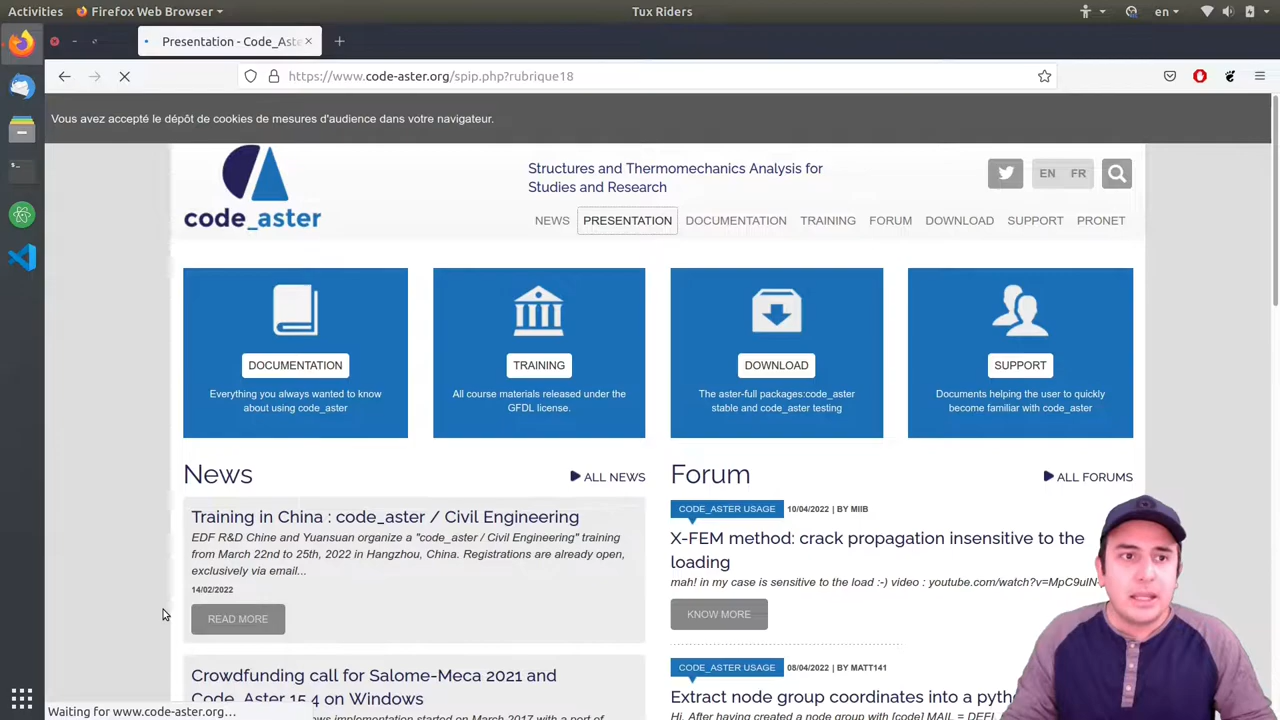 Activities Firefox Web Browser Tux Riders en
Presentation - Code_Aste
https://www.code-aster.org/spip.php?rubrique18
Vous avez accepté le dépôt de cookies de mesures d'audience dans votre navigateur.
code_aster
Structures and Thermomechanics Analysis for
Studies and Research
EN FR
NEWS PRESENTATION DOCUMENTATION TRAINING FORUM DOWNLOAD SUPPORT PRONET
DOCUMENTATION
Everything you always wanted to know
about using code_aster
TRAINING
All course materials released under the
GFDL license.
DOWNLOAD
The aster-full packages:code_aster
stable and code_aster testing
SUPPORT
Documents helping the user to quickly
become familiar with code_aster
News ALL NEWS
Training in China : code_aster / Civil Engineering
EDF R&D Chine and Yuansuan organize a "code_aster / Civil Engineering" training
from March 22nd to 25th, 2022 in Hangzhou, China. Registrations are already open,
exclusively via email...
14/02/2022
READ MORE
Crowdfunding call for Salome-Meca 2021 and
Code_Aster 15.4 on Windows
Forum ALL FORUMS
CODE_ASTER USAGE 10/04/2022 | BY MIIB
X-FEM method: crack propagation insensitive to the
loading
mah! in my case is sensitive to the load :-) video : youtube.com/watch?v=MpC9ulN-
KNOW MORE
CODE_ASTER USAGE 08/04/2022 | BY MATT141
Extract node group coordinates into a pyth
Hi, After having created a node group with [code] MAIL = DEFI_
Waiting for www.code-aster.org...